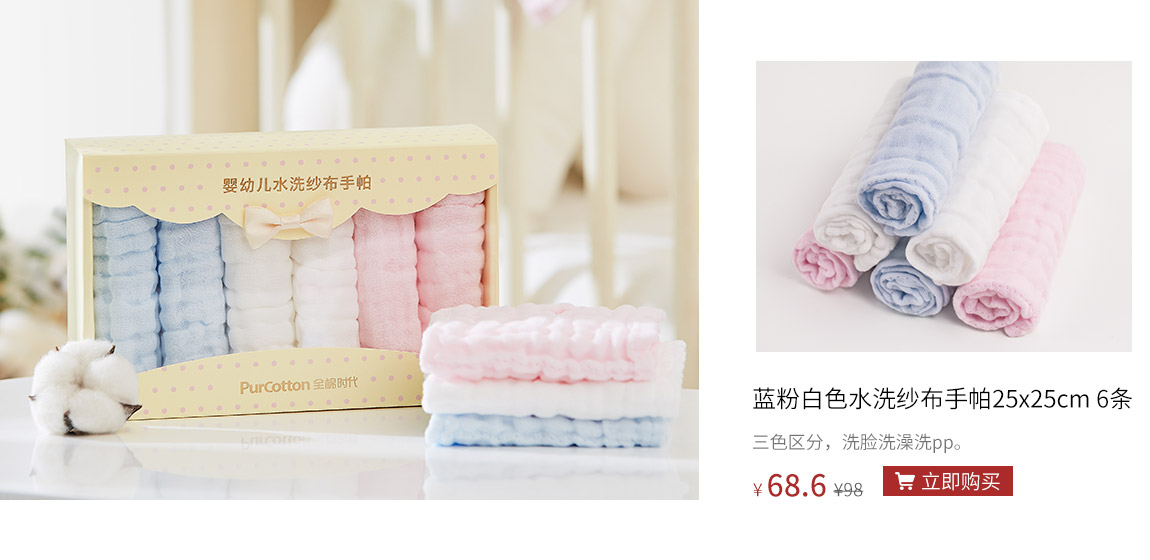 婴幼儿水洗纱布手帕
PurCotton 全棉时代
蓝粉白色水洗纱布手帕25x25cm 6条
三色区分，洗脸洗澡洗pp。
¥ 68.6 ¥98 立即购买